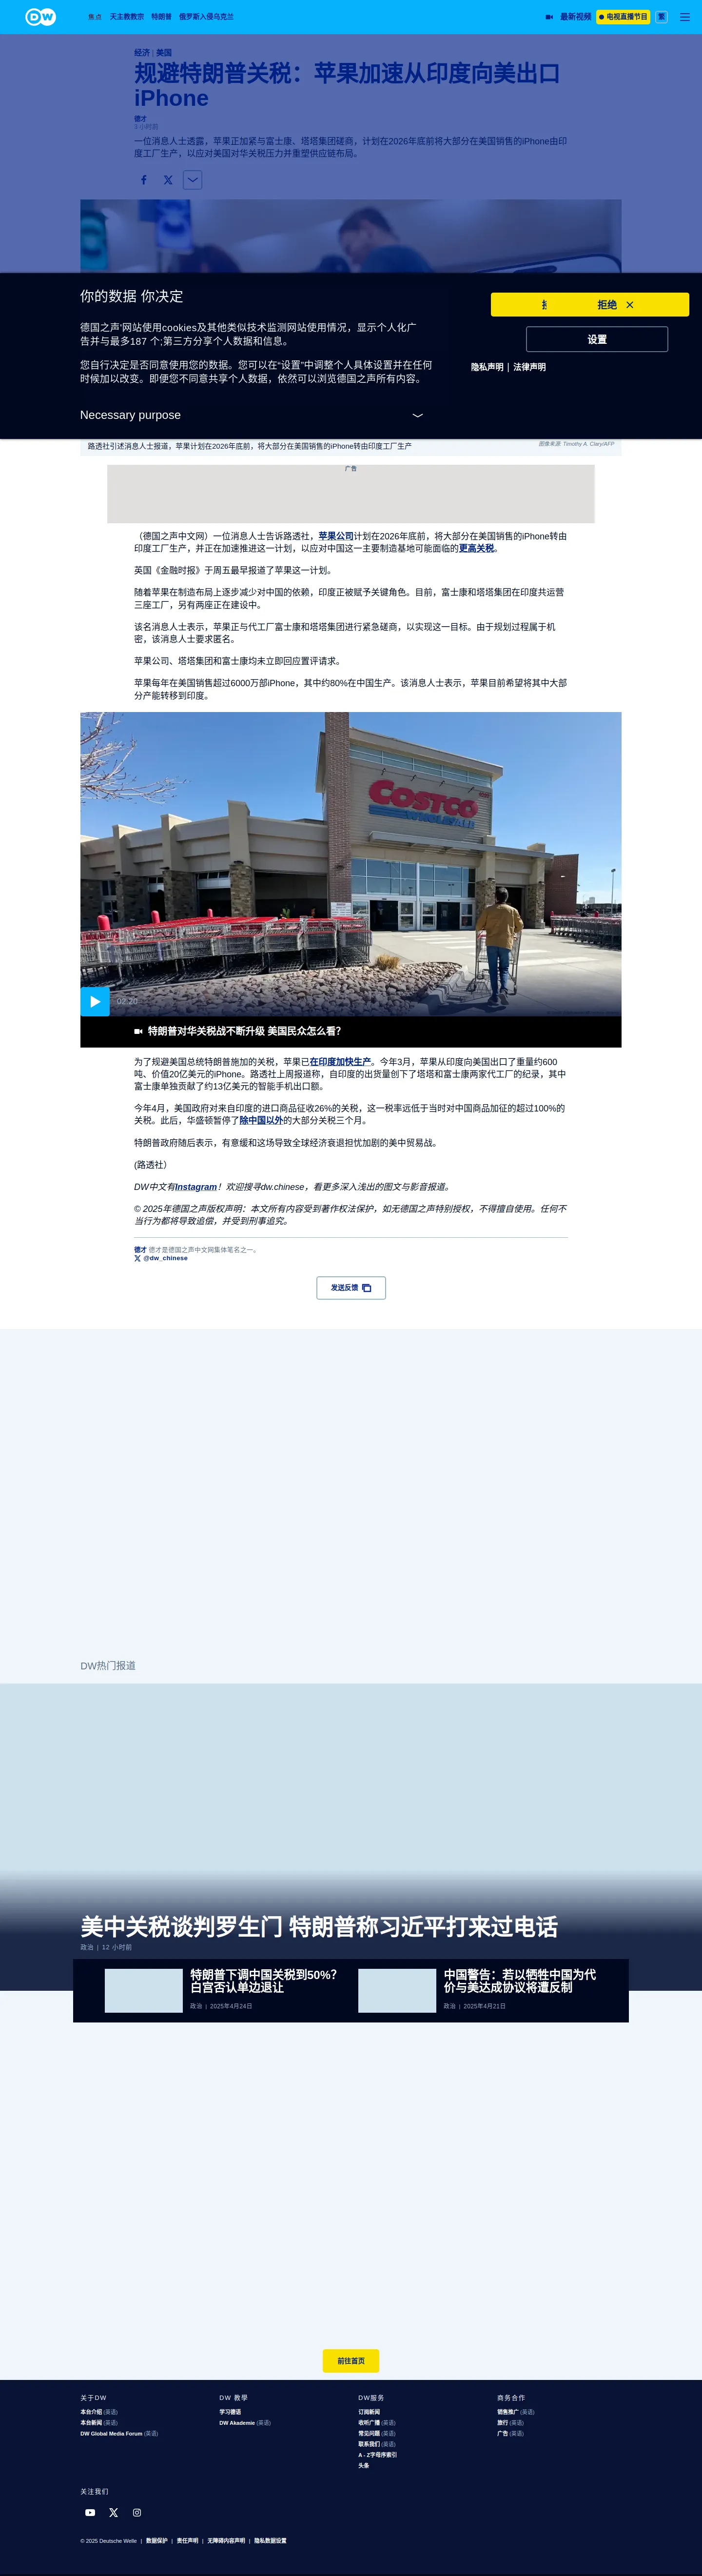 DW
焦点 天主教教宗 特朗普 俄罗斯入侵乌克兰
最新视频 电视直播节目 繁
经济 | 美国
规避特朗普关税：苹果加速从印度向美出口
iPhone
德才
3 小时前
一位消息人士透露，苹果正加紧与富士康、塔塔集团磋商，计划在2026年底前将大部分在美国销售的iPhone由印
度工厂生产，以应对美国对华关税压力并重塑供应链布局。
你的数据 你决定
拒绝
设置
德国之声'网站使用cookies及其他类似技术监测网站使用情况，显示个人化广
告并与最多187 个;第三方分享个人数据和信息。
您自行决定是否同意使用您的数据。您可以在“设置”中调整个人具体设置并在任何
时候加以改变。即便您不同意共享个人数据，依然可以浏览德国之声所有内容。
隐私声明 | 法律声明
Necessary purpose
路透社引述消息人士报道，苹果计划在2026年底前，将大部分在美国销售的iPhone转由印度工厂生产
图像来源: Timothy A. Clary/AFP
广告
（德国之声中文网）一位消息人士告诉路透社，苹果公司计划在2026年底前，将大部分在美国销售的iPhone转由
印度工厂生产，并正在加速推进这一计划，以应对中国这一主要制造基地可能面临的更高关税。
英国《金融时报》于周五最早报道了苹果这一计划。
随着苹果在制造布局上逐步减少对中国的依赖，印度正被赋予关键角色。目前，富士康和塔塔集团在印度共运营
三座工厂，另有两座正在建设中。
该名消息人士表示，苹果正与代工厂富士康和塔塔集团进行紧急磋商，以实现这一目标。由于规划过程属于机
密，该消息人士要求匿名。
苹果公司、塔塔集团和富士康均未立即回应置评请求。
苹果每年在美国销售超过6000万部iPhone，其中约80%在中国生产。该消息人士表示，苹果目前希望将其中大部
分产能转移到印度。
COSTCO
WHOLESALE
02:20
特朗普对华关税战不断升级 美国民众怎么看？
为了规避美国总统特朗普施加的关税，苹果已在印度加快生产。今年3月，苹果从印度向美国出口了重量约600
吨、价值20亿美元的iPhone。路透社上周报道称，自印度的出货量创下了塔塔和富士康两家代工厂的纪录，其中
富士康单独贡献了约13亿美元的智能手机出口额。
今年4月，美国政府对来自印度的进口商品征收26%的关税，这一税率远低于当时对中国商品加征的超过100%的
关税。此后，华盛顿暂停了除中国以外的大部分关税三个月。
特朗普政府随后表示，有意缓和这场导致全球经济衰退担忧加剧的美中贸易战。
(路透社）
DW中文有Instagram！欢迎搜寻dw.chinese，看更多深入浅出的图文与影音报道。
© 2025年德国之声版权声明：本文所有内容受到著作权法保护，如无德国之声特别授权，不得擅自使用。任何不
当行为都将导致追偿，并受到刑事追究。
德才 德才是德国之声中文网集体笔名之一。
@dw_chinese
发送反馈
DW热门报道
美中关税谈判罗生门 特朗普称习近平打来过电话
政治 | 12 小时前
特朗普下调中国关税到50%？
白宫否认单边退让
政治 | 2025年4月24日
中国警告：若以牺牲中国为代
价与美达成协议将遭反制
政治 | 2025年4月21日
前往首页
关于DW
本台介绍 (英语)
本台新闻 (英语)
DW Global Media Forum (英语)
DW 教學
学习德语
DW Akademie (英语)
DW服务
订阅新闻
收听广播 (英语)
常见问题 (英语)
联系我们 (英语)
A - Z字母序索引
头条
商务合作
销售推广 (英语)
旅行 (英语)
广告 (英语)
关注我们
© 2025 Deutsche Welle | 数据保护 | 责任声明 | 无障碍内容声明 | 隐私数据设置